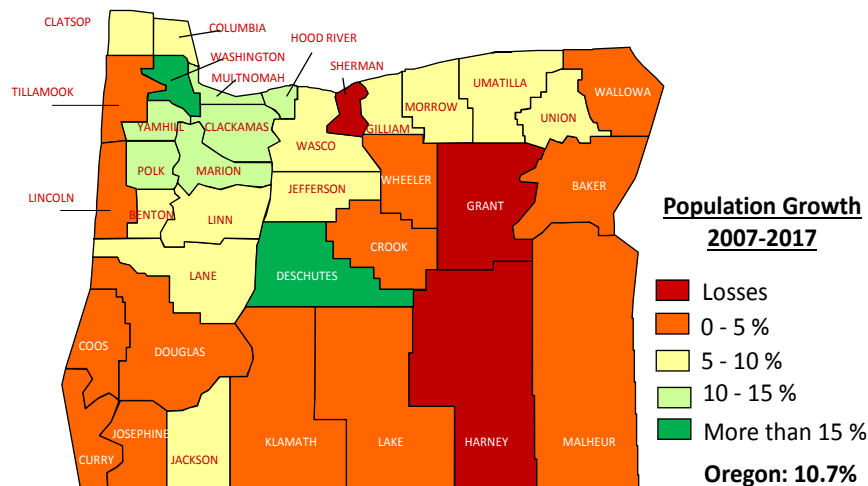 CLATSOP
COLUMBIA
HOOD RIVER
WASHINGTON
MULTNOMAH
SHERMAN
TILLAMOOK
UMATILLA
WALLOWA
MORROW
UNION
YAMHILL
CLACKAMAS
GILLIAM
WASCO
POLK
MARION
WHEELER
BAKER
LINCOLN
JEFFERSON
GRANT
BENTON
LINN
CROOK
LANE
DESCHUTES
COOS
DOUGLAS
JOSEPHINE
KLAMATH
LAKE
HARNEY
MALHEUR
CURRY
JACKSON
Population Growth
2007-2017
Losses
0 - 5 %
5 - 10 %
10 - 15 %
More than 15 %
Oregon: 10.7%